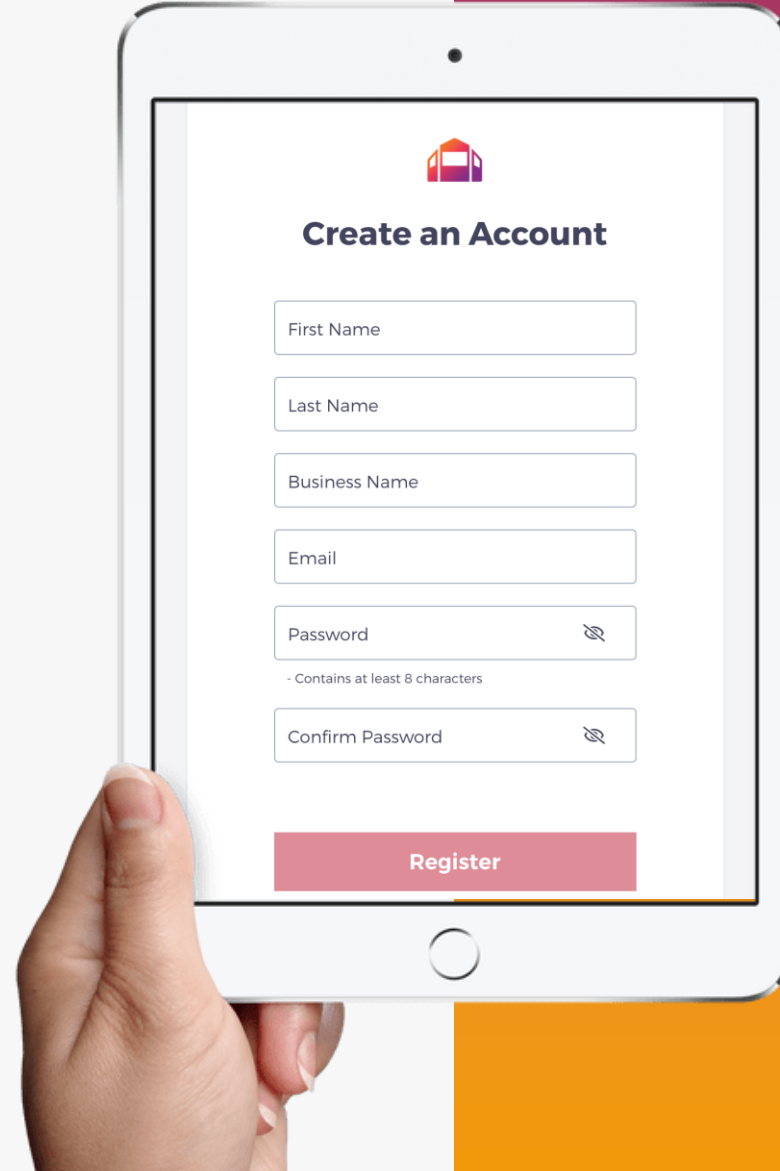 Create an Account
First Name
Last Name
Business Name
Email
Password
- Contains at least 8 characters
Confirm Password
Register